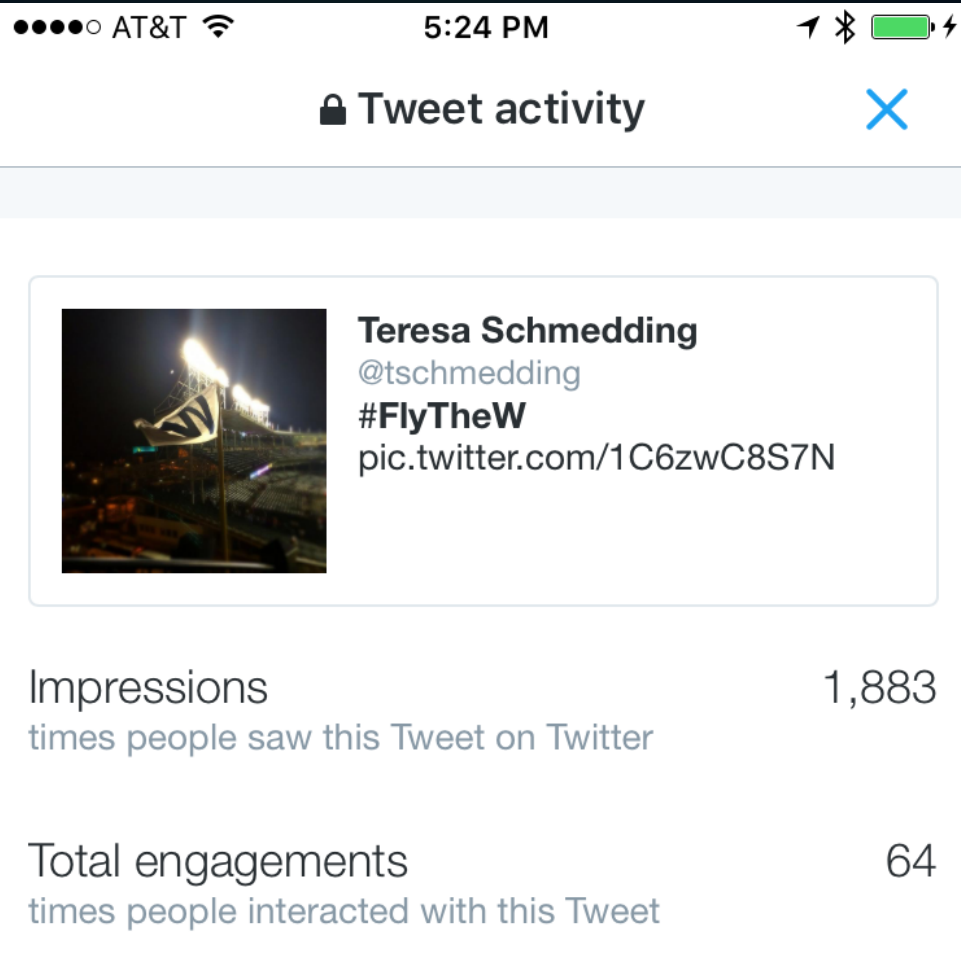 AT&T 5:24 PM
Tweet activity
W
Teresa Schmedding
@tschmedding
#FlyTheW
pic.twitter.com/1C6zwC8S7N
Impressions 1,883
times people saw this Tweet on Twitter
Total engagements 64
times people interacted with this Tweet